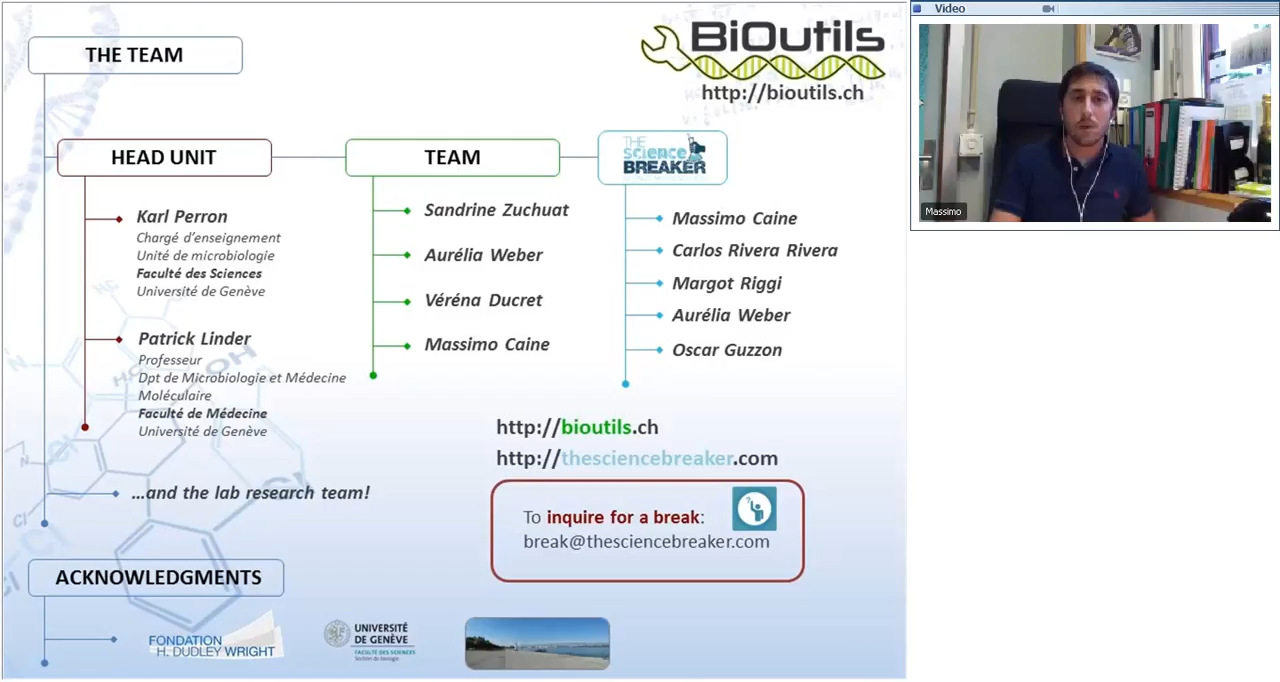 THE TEAM
BiOutils
http://bioutils.ch
HEAD UNIT
Karl Perron
Chargé d'enseignement
Unité de microbiologie
Faculté des Sciences
Université de Genève
Patrick Linder
Professeur
Dpt de Microbiologie et Médecine
Moléculaire
Faculté de Médecine
Université de Genève
TEAM
Sandrine Zuchuat
Aurélia Weber
Véréna Ducret
Massimo Caine
THE
science
BREAKER
Massimo Caine
Carlos Rivera Rivera
Margot Riggi
Aurélia Weber
Oscar Guzzon
...and the lab research team!
http://bioutils.ch
http://thesciencebreaker.com
To inquire for a break:
break@thesciencebreaker.com
ACKNOWLEDGMENTS
FONDATION
H. DUDLEY WRIGHT
UNIVERSITÉ
DE GENÈVE
FACULTÉ DES SCIENCES
Section de biologie
Video
Massimo